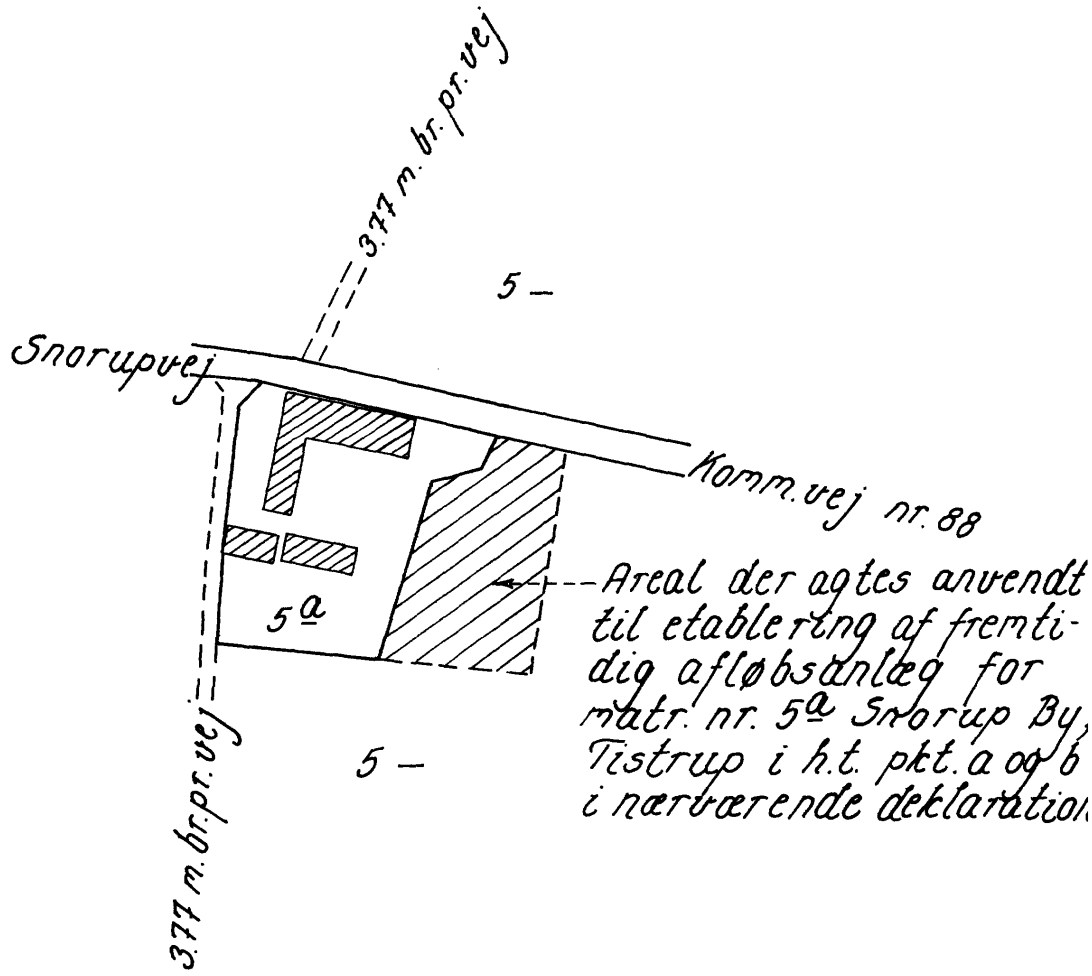 3.77 m. br. pr. vej
5 —
Snorupvej
Komm. vej nr. 88
Areal der agtes anvendt
til etablering af fremti-
dig afløbsanlæg for
matr. nr. 5a Snorup By,
Tistrup i h.t. pkt. a og b
i nærværende deklaration
5a
5 —
3.77 m. br. pr. vej